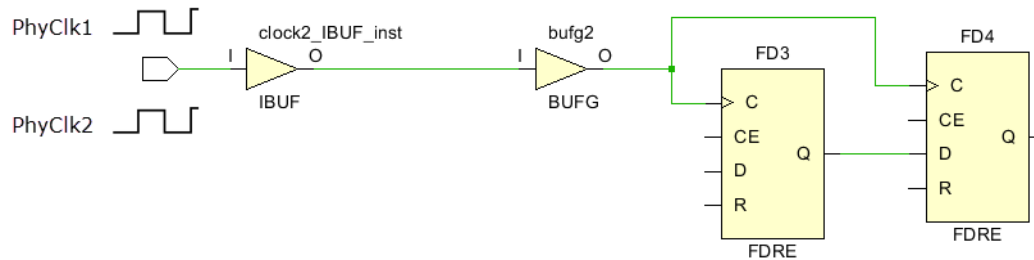 PhyClk1
clock2_IBUF_inst
I
O
IBUF
bufg2
I
O
BUFG
PhyClk2
FD3
C
CE
D
R
Q
FDRE
FD4
C
CE
D
R
Q
FDRE